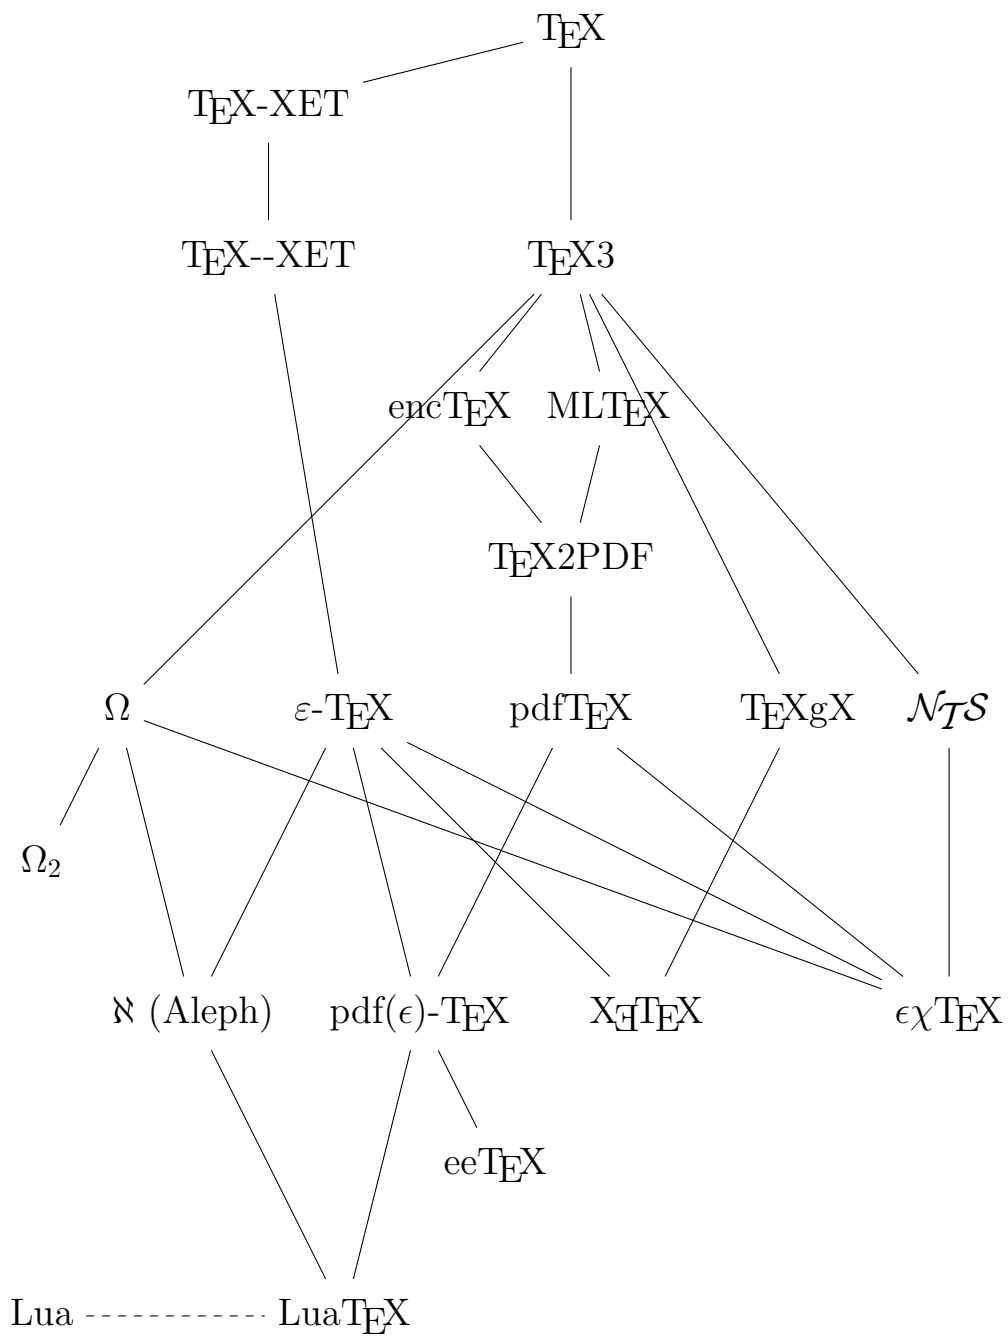 TEX
TEX-XET
TEX--XET TEX3
encTEX MLTEX
TEX2PDF
Ω ε-TEX pdfTEX TEXgX 𝒩𝒯𝒮
Ω₂
ℵ (Aleph) pdf(ϵ)-TEX XƎTEX ϵχTEX
eeTEX
Lua LuaTEX